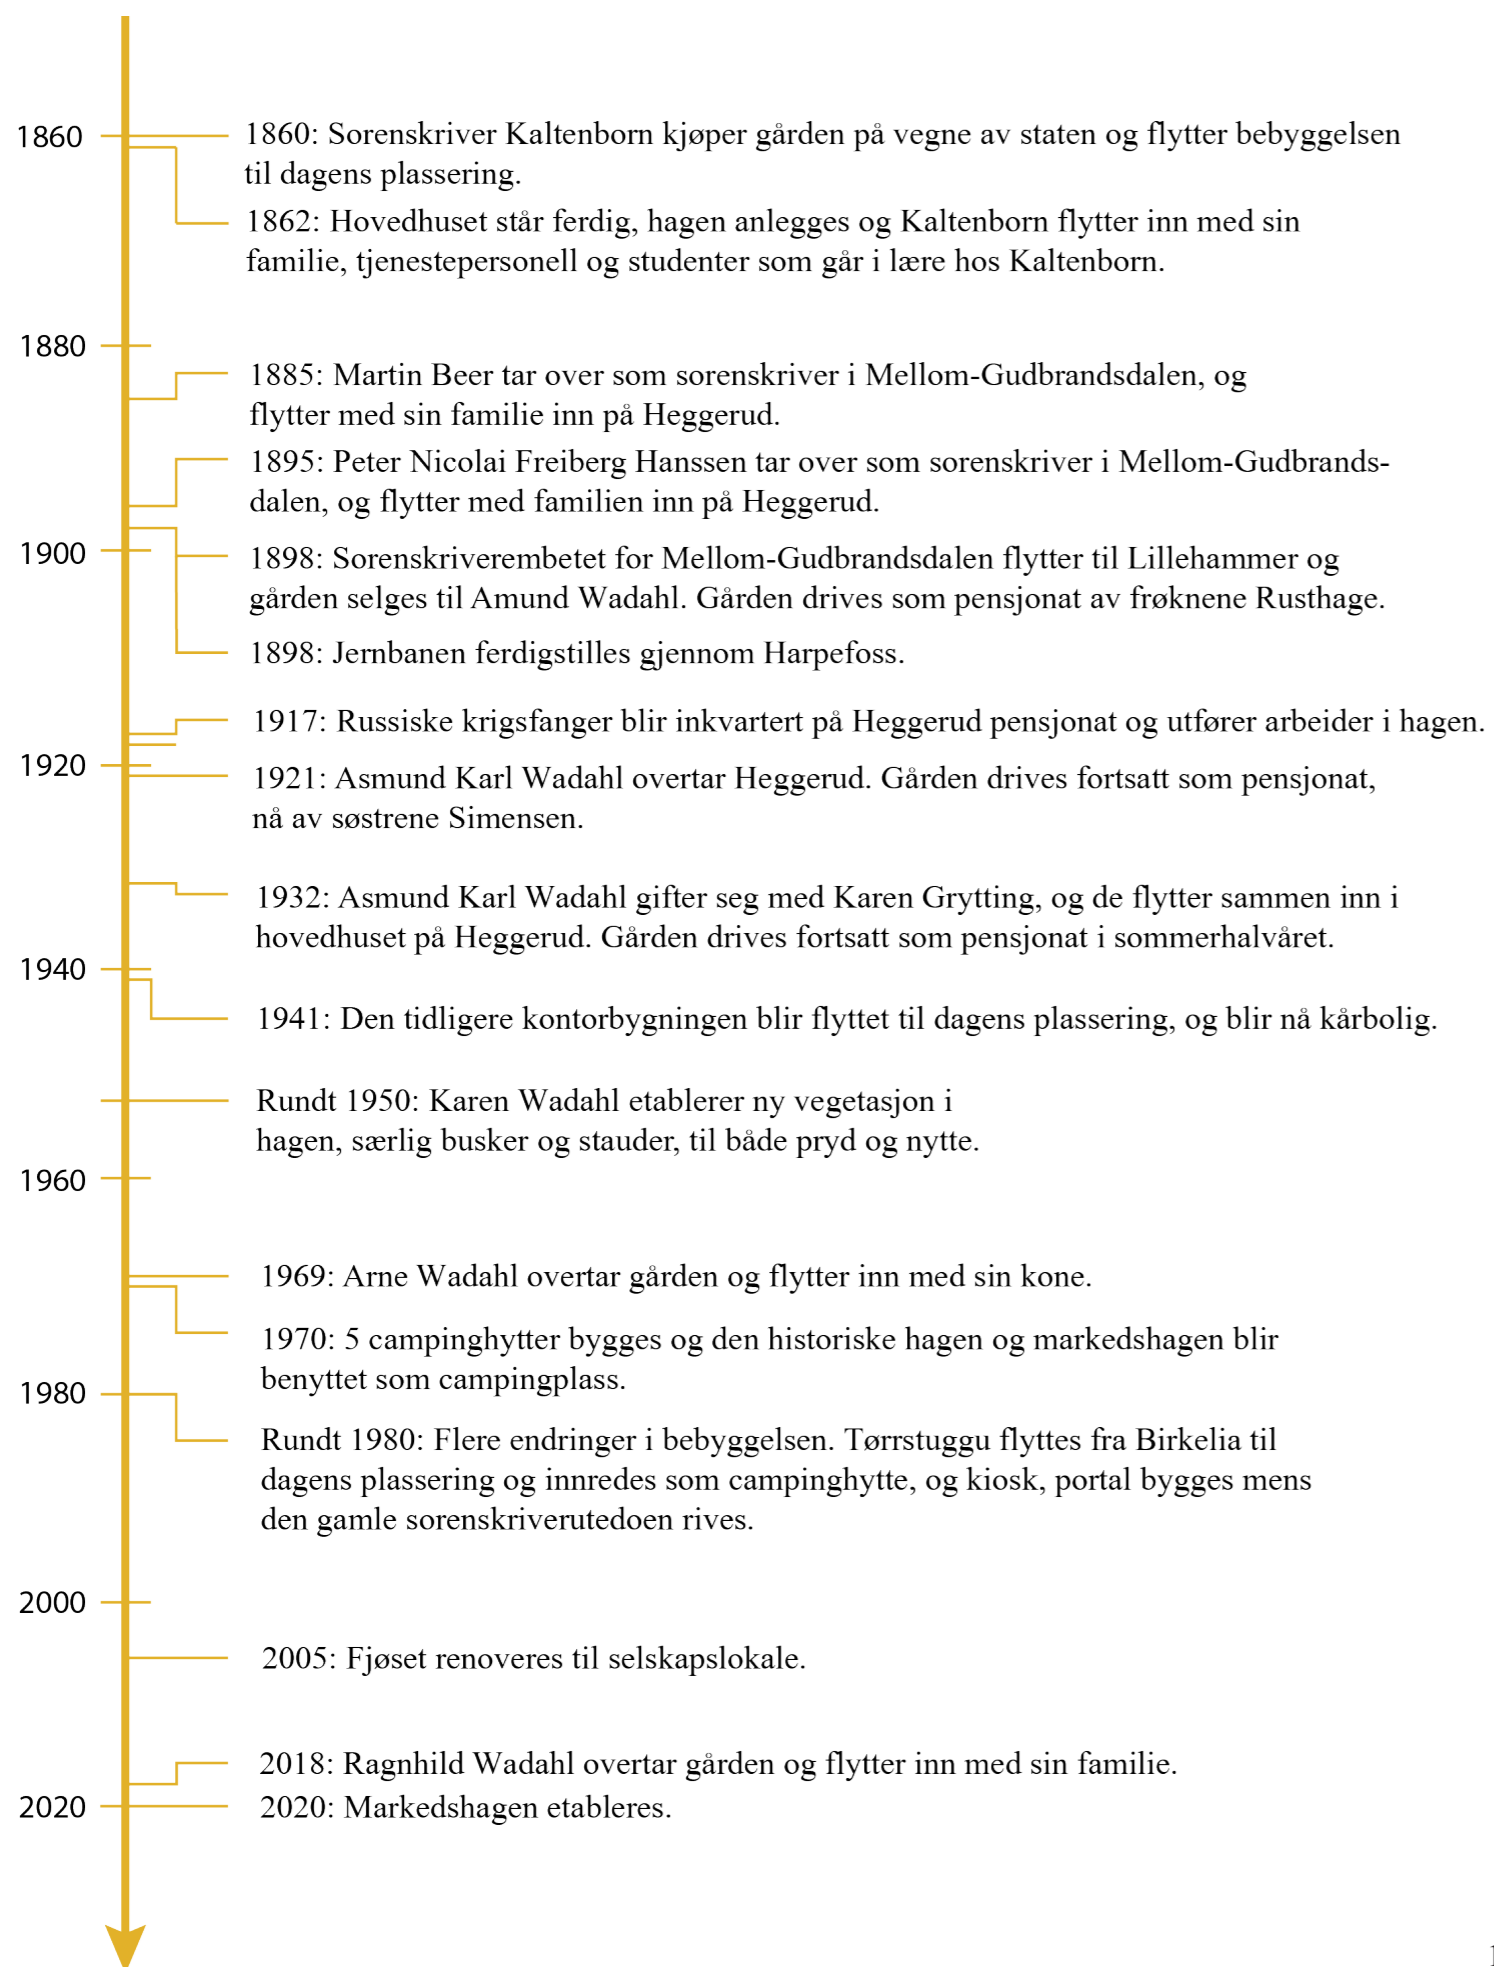 1860
1860: Sorenskriver Kaltenborn kjøper gården på vegne av staten og flytter bebyggelsen
til dagens plassering.
1862: Hovedhuset står ferdig, hagen anlegges og Kaltenborn flytter inn med sin
familie, tjenestepersonell og studenter som går i lære hos Kaltenborn.
1880
1885: Martin Beer tar over som sorenskriver i Mellom-Gudbrandsdalen, og
flytter med sin familie inn på Heggerud.
1895: Peter Nicolai Freiberg Hanssen tar over som sorenskriver i Mellom-Gudbrands-
dalen, og flytter med familien inn på Heggerud.
1900
1898: Sorenskriverembetet for Mellom-Gudbrandsdalen flytter til Lillehammer og
gården selges til Amund Wadahl. Gården drives som pensjonat av frøknene Rusthage.
1898: Jernbanen ferdigstilles gjennom Harpefoss.
1917: Russiske krigsfanger blir inkvartert på Heggerud pensjonat og utfører arbeider i hagen.
1920
1921: Asmund Karl Wadahl overtar Heggerud. Gården drives fortsatt som pensjonat,
nå av søstrene Simensen.
1932: Asmund Karl Wadahl gifter seg med Karen Grytting, og de flytter sammen inn i
hovedhuset på Heggerud. Gården drives fortsatt som pensjonat i sommerhalvåret.
1940
1941: Den tidligere kontorbygningen blir flyttet til dagens plassering, og blir nå kårbolig.
Rundt 1950: Karen Wadahl etablerer ny vegetasjon i
hagen, særlig busker og stauder, til både pryd og nytte.
1960
1969: Arne Wadahl overtar gården og flytter inn med sin kone.
1970: 5 campinghytter bygges og den historiske hagen og markedshagen blir
benyttet som campingplass.
1980
Rundt 1980: Flere endringer i bebyggelsen. Tørrstuggu flyttes fra Birkelia til
dagens plassering og innredes som campinghytte, og kiosk, portal bygges mens
den gamle sorenskriverutedoen rives.
2000
2005: Fjøset renoveres til selskapslokale.
2018: Ragnhild Wadahl overtar gården og flytter inn med sin familie.
2020
2020: Markedshagen etableres.